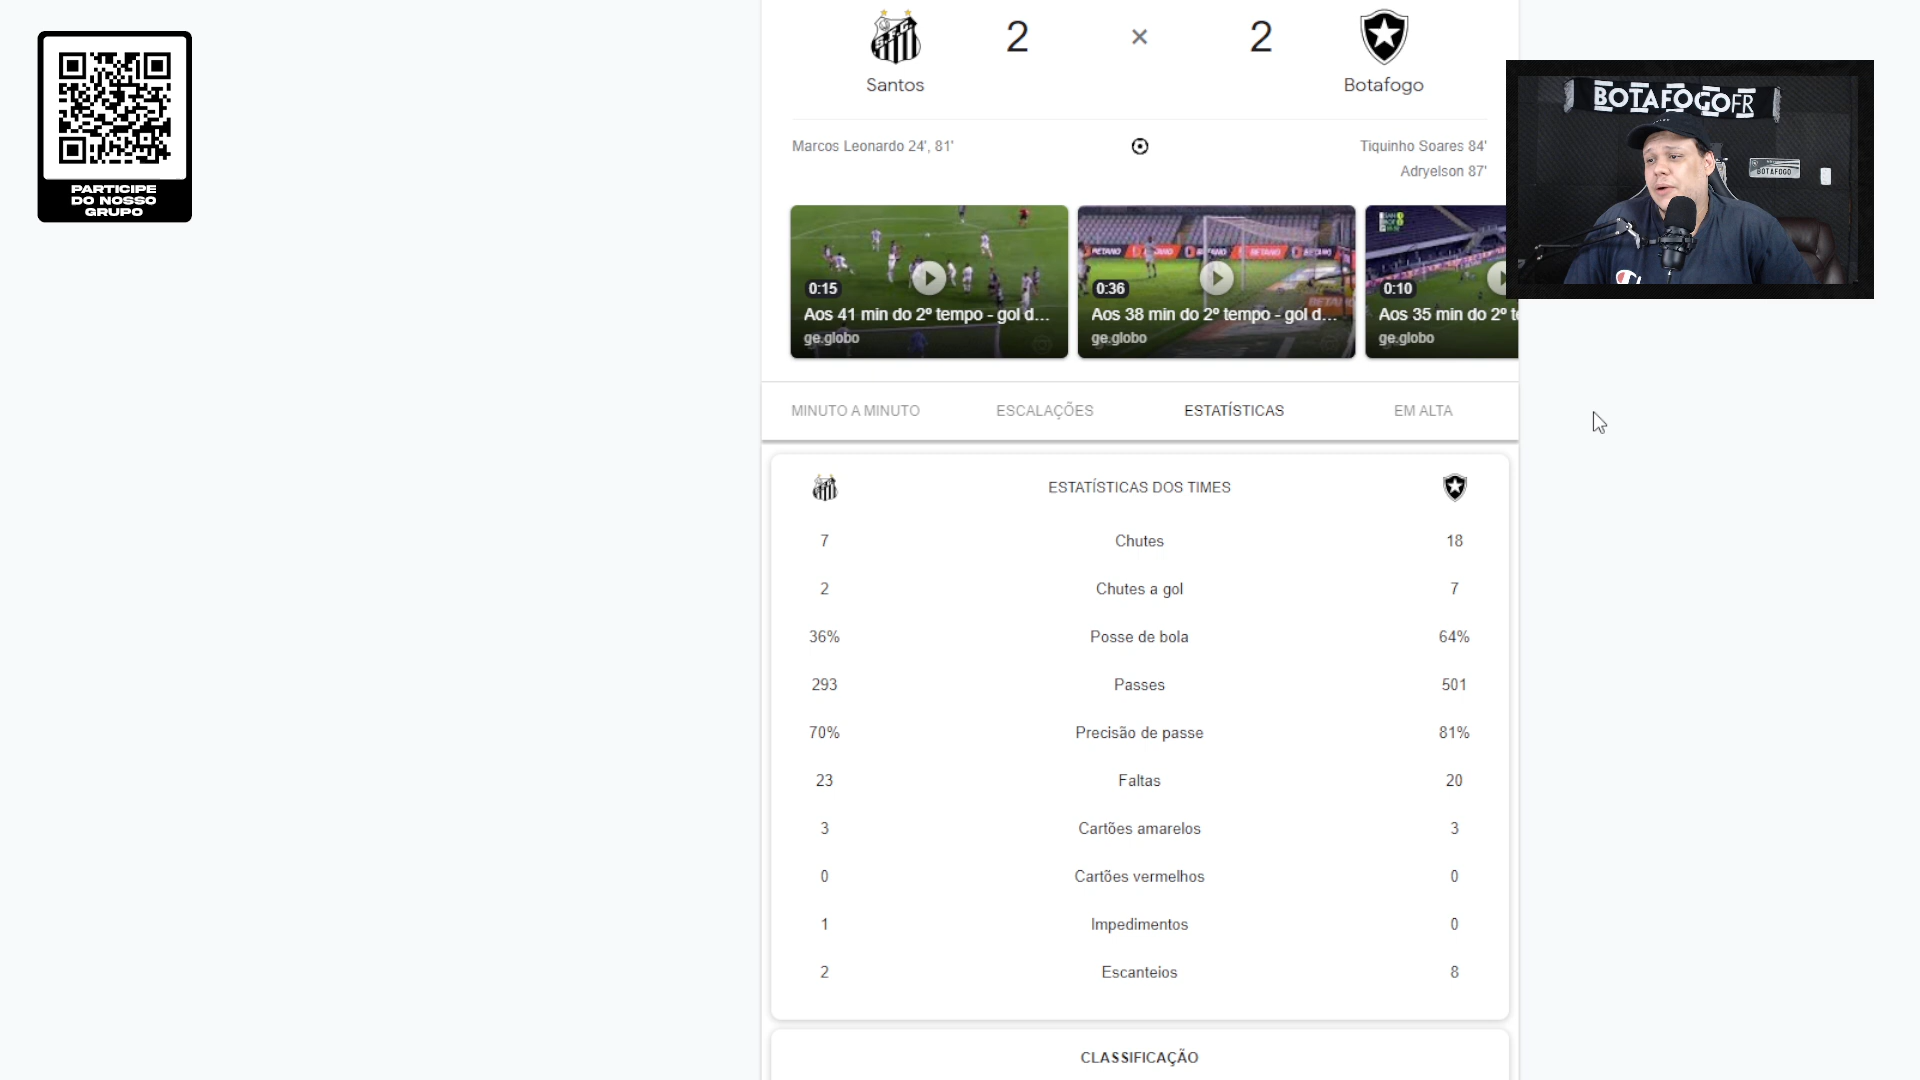 PARTICIPE
DO NOSSO
GRUPO
2 × 2
Santos
Botafogo
BOTAFOGOFR
BOTAFOGO
Marcos Leonardo 24', 81'
Tiquinho Soares 84'
Adryelson 87'
BETANO
BETANO
0:15
Aos 41 min do 2º tempo - gol d...
ge.globo
0:36
Aos 38 min do 2º tempo - gol d...
ge.globo
0:10
Aos 35 min do 2º t
ge.globo
MINUTO A MINUTO
ESCALAÇÕES
ESTATÍSTICAS
EM ALTA
ESTATÍSTICAS DOS TIMES
7 Chutes 18
2 Chutes a gol 7
36% Posse de bola 64%
293 Passes 501
70% Precisão de passe 81%
23 Faltas 20
3 Cartões amarelos 3
0 Cartões vermelhos 0
1 Impedimentos 0
2 Escanteios 8
CLASSIFICAÇÃO